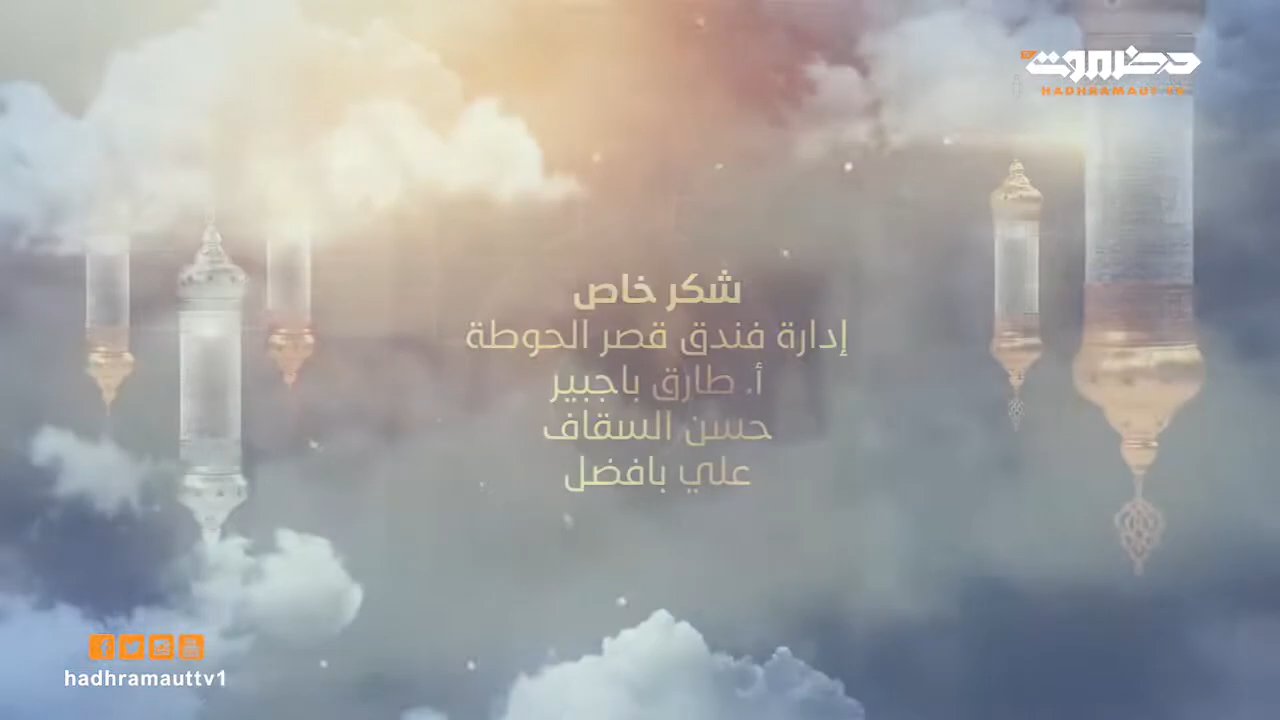 حضرموت
HADHRAMAUT TV
شكر خاص
إدارة فندق قصر الحوطة
أ. طارق باجبير
حسن السقاف
علي بافضل
hadhramauttv1